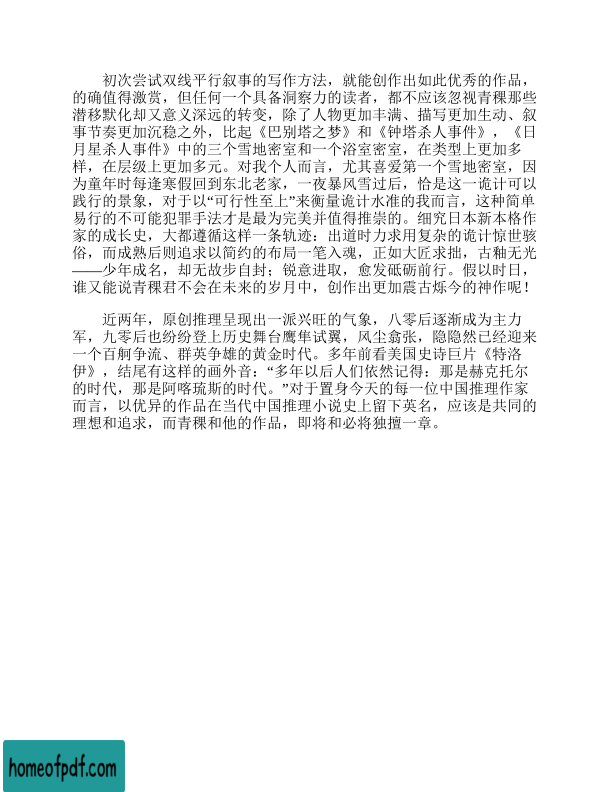 初次尝试双线平行叙事的写作方法，就能创作出如此优秀的作品，
的确值得激赏，但任何一个具备洞察力的读者，都不应该忽视青稞那些
潜移默化却又意义深远的转变，除了人物更加丰满、描写更加生动、叙
事节奏更加沉稳之外，比起《巴别塔之梦》和《钟塔杀人事件》，《日
月星杀人事件》中的三个雪地密室和一个浴室密室，在类型上更加多
样，在层级上更加多元。对我个人而言，尤其喜爱第一个雪地密室，因
为童年时每逢寒假回到东北老家，一夜暴风雪过后，恰是这一诡计可以
践行的景象，对于以“可行性至上”来衡量诡计水准的我而言，这种简单
易行的不可能犯罪手法才是最为完美并值得推崇的。细究日本新本格作
家的成长史，大都遵循这样一条轨迹：出道时力求用复杂的诡计惊世骇
俗，而成熟后则追求以简约的布局一笔入魂，正如大匠求拙，古釉无光
——少年成名，却无故步自封；锐意进取，愈发砥砺前行。假以时日，
谁又能说青稞君不会在未来的岁月中，创作出更加震古烁今的神作呢！
近两年，原创推理呈现出一派兴旺的气象，八零后逐渐成为主力
军，九零后也纷纷登上历史舞台鹰隼试翼，风尘翕张，隐隐然已经迎来
一个百舸争流、群英争雄的黄金时代。多年前看美国史诗巨片《特洛
伊》，结尾有这样的画外音：“多年以后人们依然记得：那是赫克托尔
的时代，那是阿喀琉斯的时代。”对于置身今天的每一位中国推理作家
而言，以优异的作品在当代中国推理小说史上留下英名，应该是共同的
理想和追求，而青稞和他的作品，即将和必将独擅一章。
homeofpdf.com